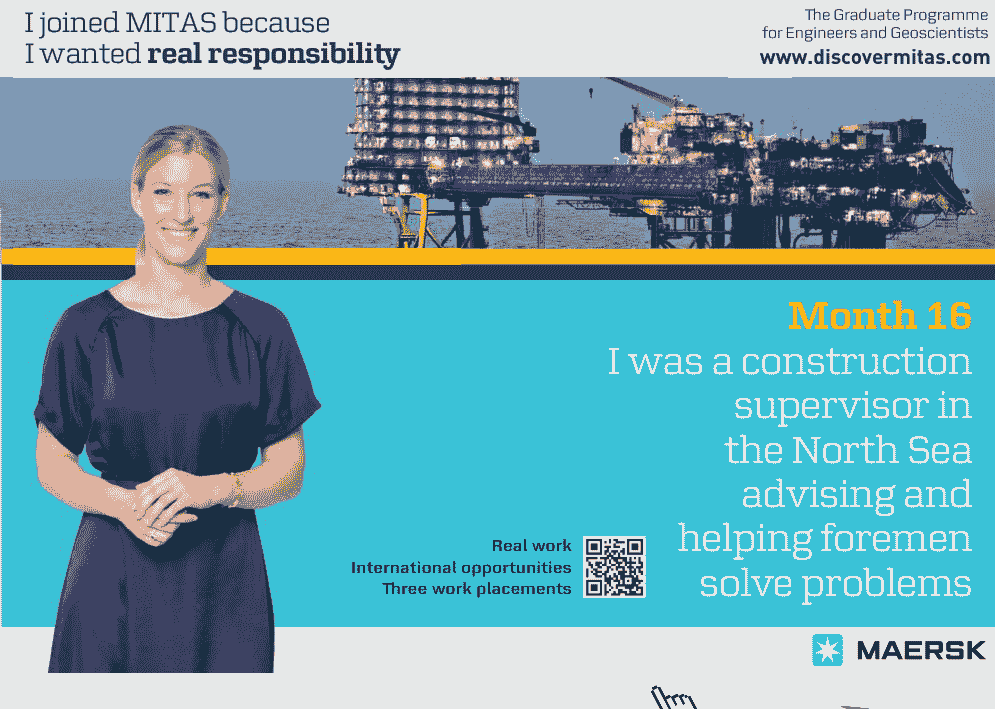 I joined MITAS because
I wanted real responsibility
The Graduate Programme
for Engineers and Geoscientists
www.discovermitas.com
Month 16
I was a construction
supervisor in
the North Sea
advising and
helping foremen
solve problems
Real work
International opportunities
Three work placements
MAERSK